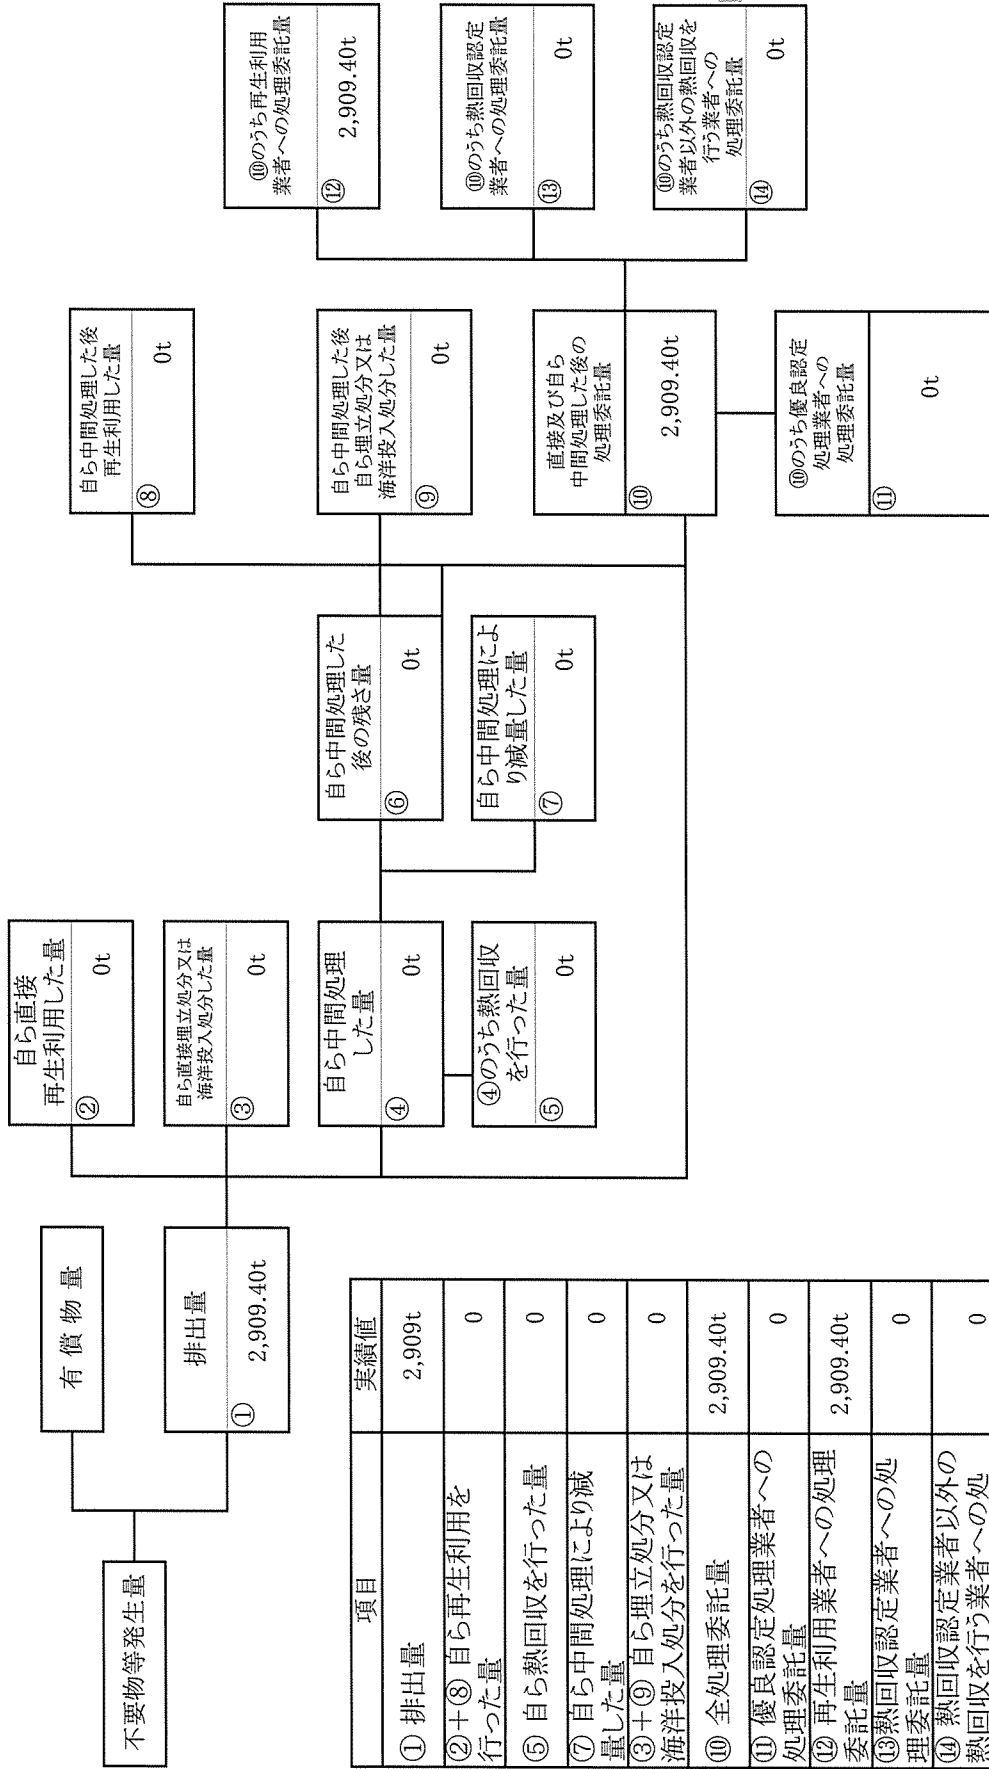 不要物等発生量
有 償 物 量
排出量
①
2,909.40t
自ら直接
再生利用した量
②
0t
自ら直接埋立処分又は
海洋投入処分した量
③
0t
自ら中間処理
した量
④
0t
④のうち熱回収
を行った量
⑤
0t
自ら中間処理した
後の残さ量
⑥
0t
自ら中間処理によ
り減量した量
⑦
0t
自ら中間処理した後
再生利用した量
⑧
0t
自ら中間処理した後
自ら埋立処分又は
海洋投入処分した量
⑨
0t
直接及び自ら
中間処理した後の
処理委託量
⑩
2,909.40t
⑩のうち優良認定
処理業者への
処理委託量
⑪
0t
⑩のうち再生利用
業者への処理委託量
⑫
2,909.40t
⑩のうち熱回収認定
業者への処理委託量
⑬
0t
⑩のうち熱回収認定
業者以外の熱回収を
行う業者への
処理委託量
⑭
0t
項目 実績値
① 排出量 2,909t
②+⑧ 自ら再生利用を
行った量 0
⑤ 自ら熱回収を行った量 0
⑦ 自ら中間処理により減
量した量 0
③+⑨ 自ら埋立処分又は
海洋投入処分を行った量 0
⑩ 全処理委託量 2,909.40t
⑪ 優良認定処理業者への
処理委託量 0
⑫ 再生利用業者への処理
委託量 2,909.40t
⑬熱回収認定業者への処
理委託量 0
⑭ 熱回収認定業者以外の
熱回収を行う業者への処 0